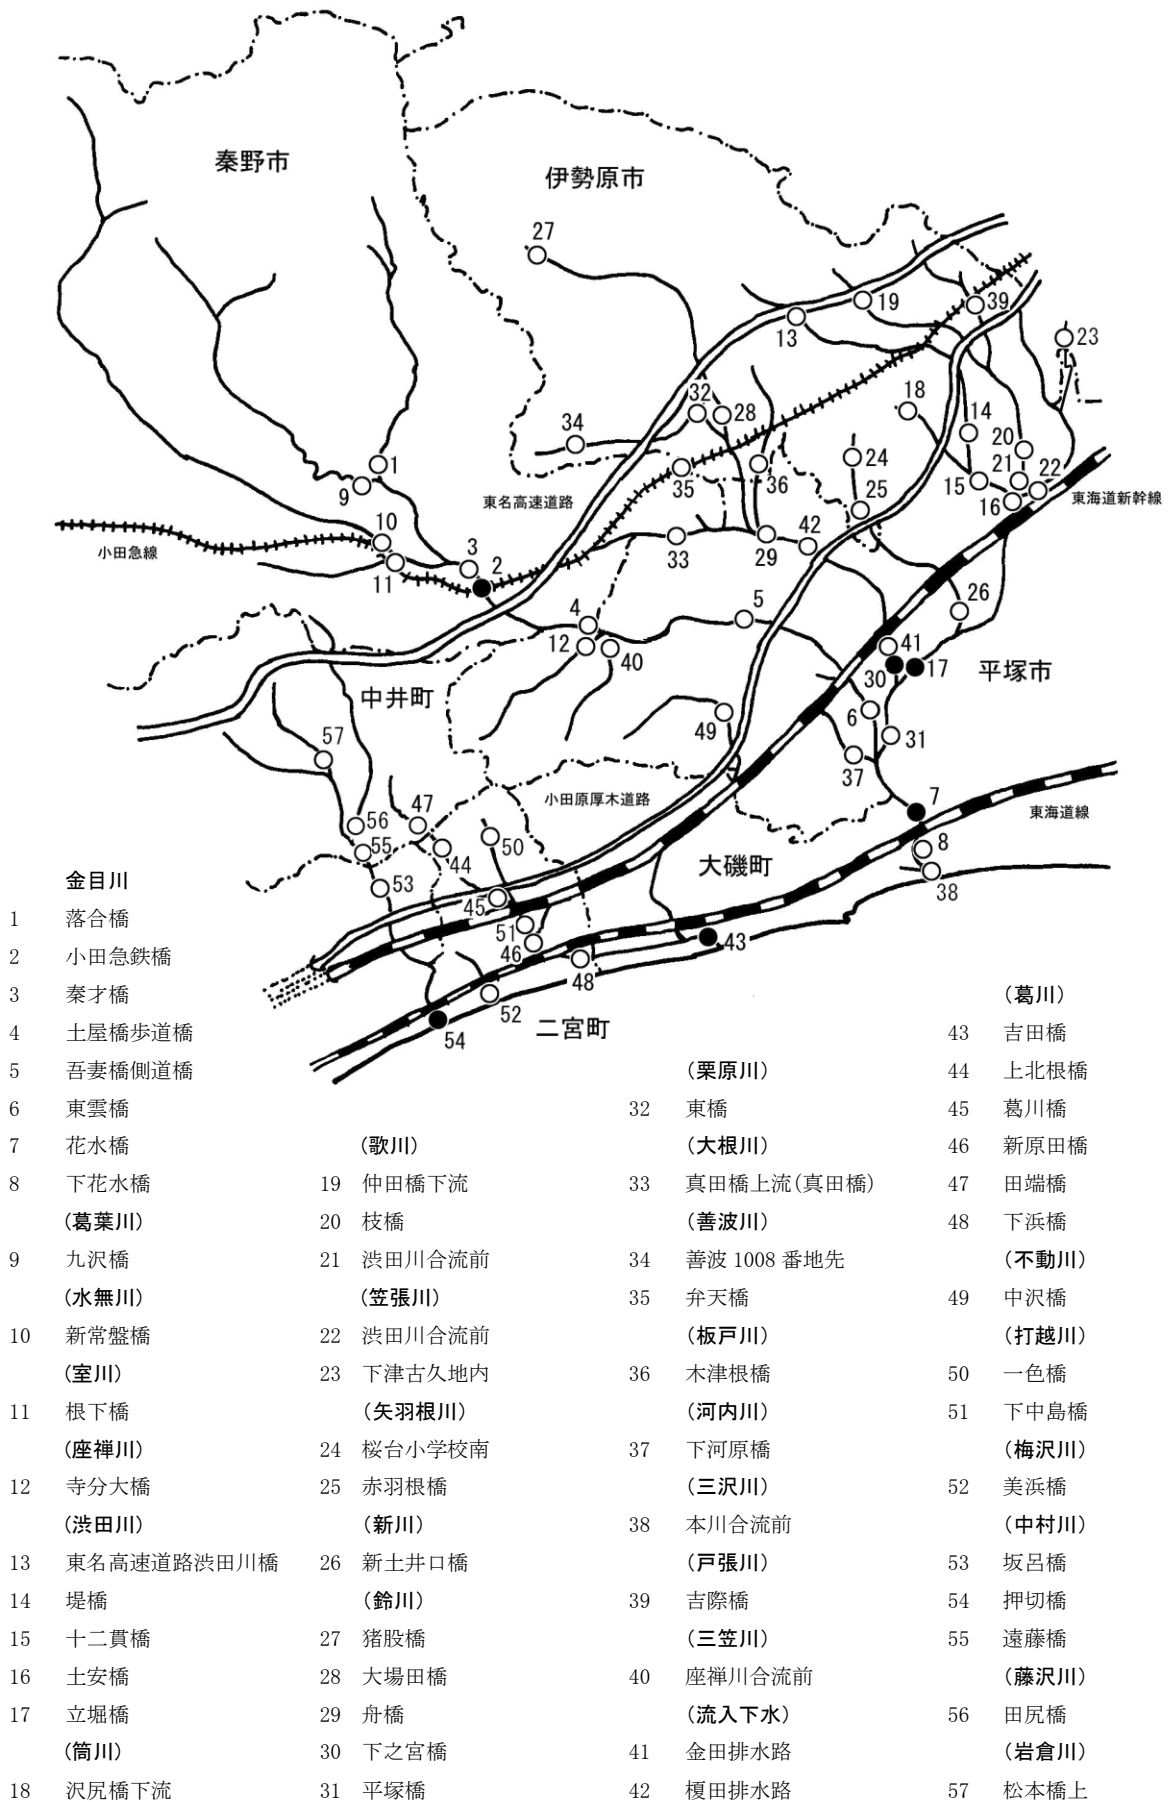 秦野市
伊勢原市
27
19
39
13
23
32
28
18
14
34
20
1
35
36
24
21
22
9
25
15
16
東名高速道路
東海道新幹線
10
42
小田急線
3
33
29
11
2
26
4
5
12
40
41
30
17
平塚市
中井町
49
6
31
57
37
小田原厚木道路
7
東海道線
47
56
50
8
55
44
大磯町
38
53
45
51
46
43
48
52
54
二宮町
金目川
1 落合橋
2 小田急鉄橋
3 秦才橋
4 土屋橋歩道橋
5 吾妻橋側道橋
6 東雲橋
7 花水橋
8 下花水橋
(葛葉川)
9 九沢橋
(水無川)
10 新常盤橋
(室川)
11 根下橋
(座禅川)
12 寺分大橋
(渋田川)
13 東名高速道路渋田川橋
14 堤橋
15 十二貫橋
16 土安橋
17 立堀橋
(筒川)
18 沢尻橋下流
(歌川)
19 仲田橋下流
20 枝橋
21 渋田川合流前
(笠張川)
22 渋田川合流前
23 下津古久地内
(矢羽根川)
24 桜台小学校南
25 赤羽根橋
(新川)
26 新土井口橋
(鈴川)
27 猪股橋
28 大場田橋
29 舟橋
30 下之宮橋
31 平塚橋
(栗原川)
32 東橋
(大根川)
33 真田橋上流(真田橋)
(善波川)
34 善波 1008 番地先
35 弁天橋
(板戸川)
36 木津根橋
(河内川)
37 下河原橋
(三沢川)
38 本川合流前
(戸張川)
39 吉際橋
(三笠川)
40 座禅川合流前
(流入下水)
41 金田排水路
42 榎田排水路
(葛川)
43 吉田橋
44 上北根橋
45 葛川橋
46 新原田橋
47 田端橋
48 下浜橋
(不動川)
49 中沢橋
(打越川)
50 一色橋
51 下中島橋
(梅沢川)
52 美浜橋
(中村川)
53 坂呂橋
54 押切橋
55 遠藤橋
(藤沢川)
56 田尻橋
(岩倉川)
57 松本橋上